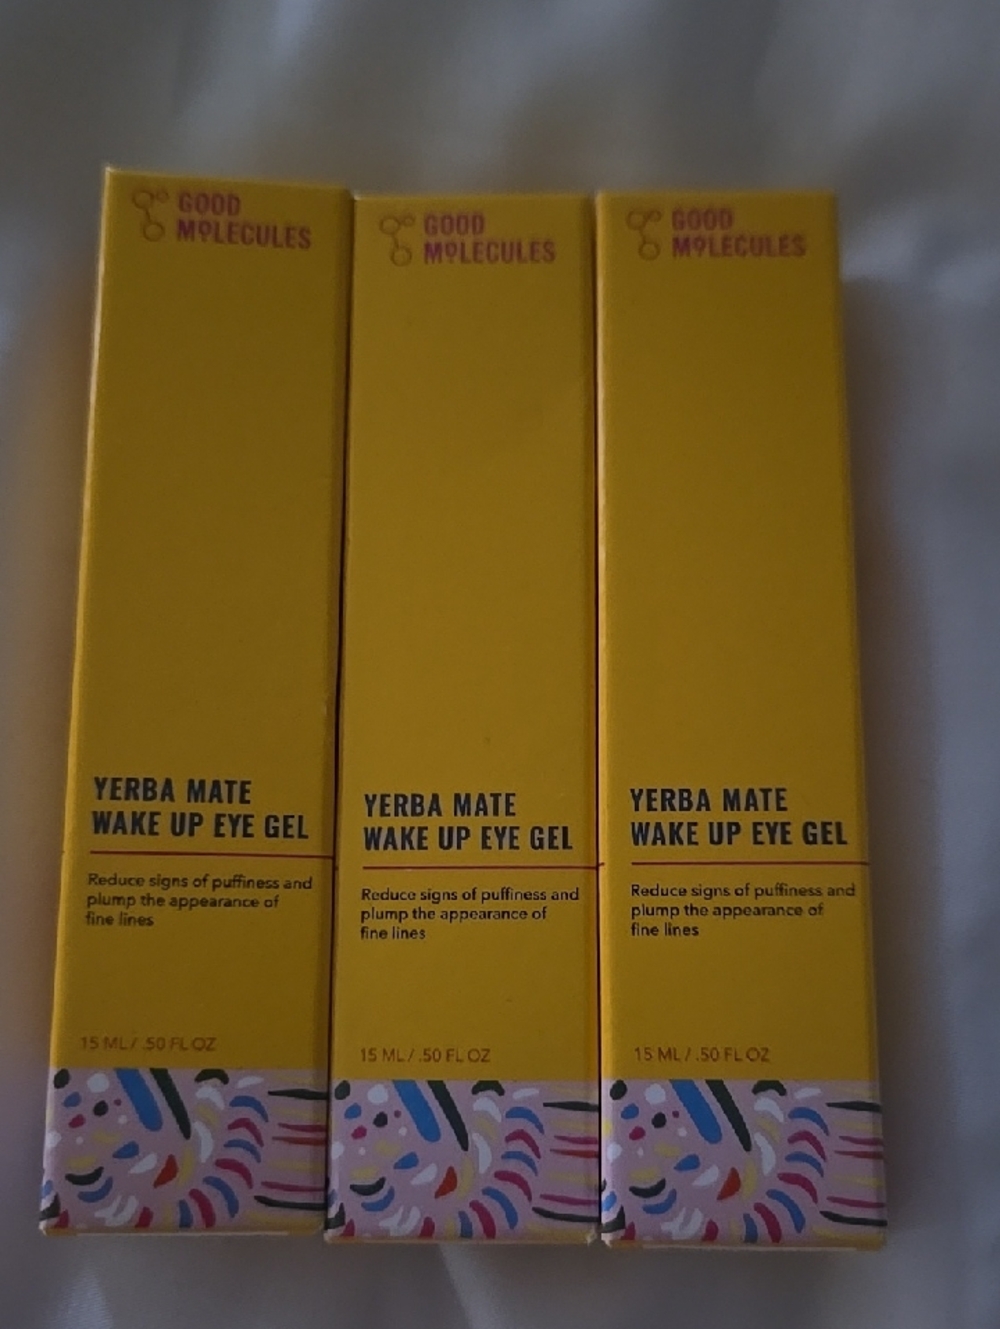 GOOD
MOLECULES
YERBA MATE
WAKE UP EYE GEL
Reduce signs of puffiness and
plump the appearance of
fine lines
15 ML / .50 FL OZ
GOOD
MOLECULES
YERBA MATE
WAKE UP EYE GEL
Reduce signs of puffiness and
plump the appearance of
fine lines
15 ML / .50 FL OZ
GOOD
MOLECULES
YERBA MATE
WAKE UP EYE GEL
Reduce signs of puffiness and
plump the appearance of
fine lines
15 ML / .50 FL OZ